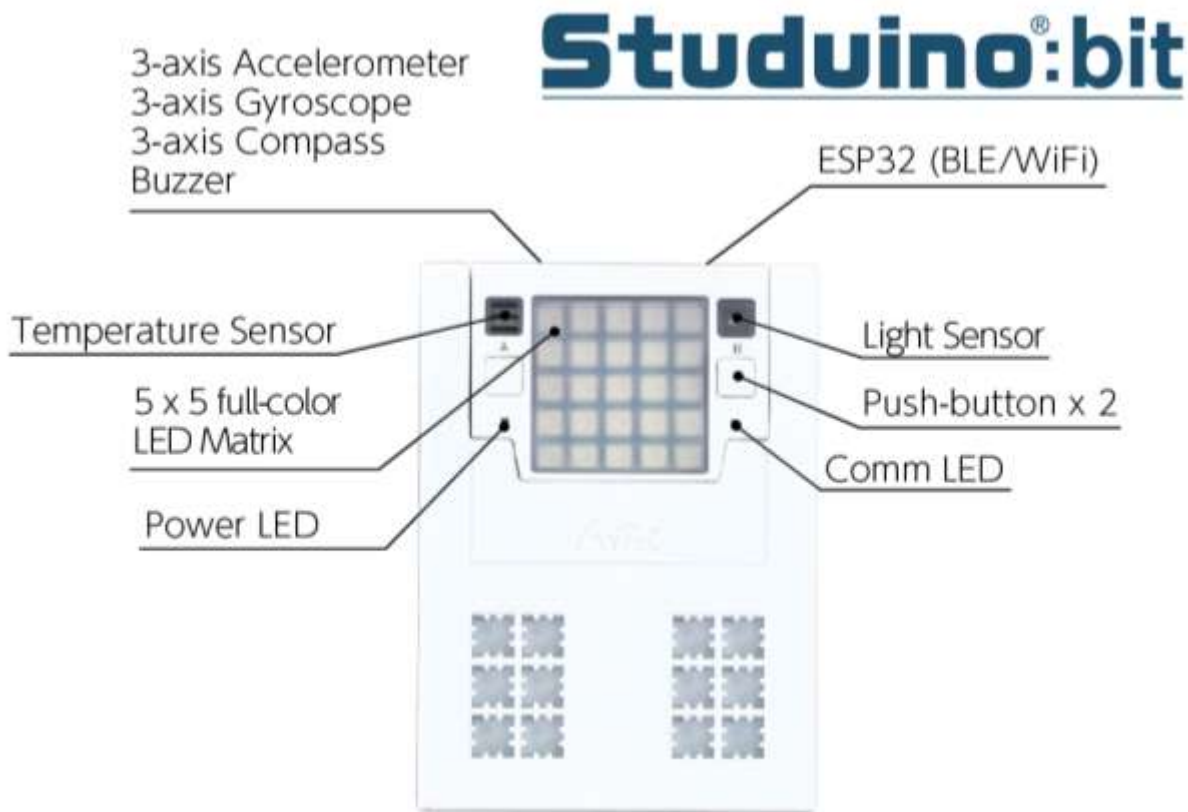 Studuino®:bit
3-axis Accelerometer
3-axis Gyroscope
3-axis Compass
Buzzer
ESP32 (BLE/WiFi)
Temperature Sensor
Light Sensor
A
B
5 x 5 full-color
LED Matrix
Push-button x 2
Comm LED
Power LED